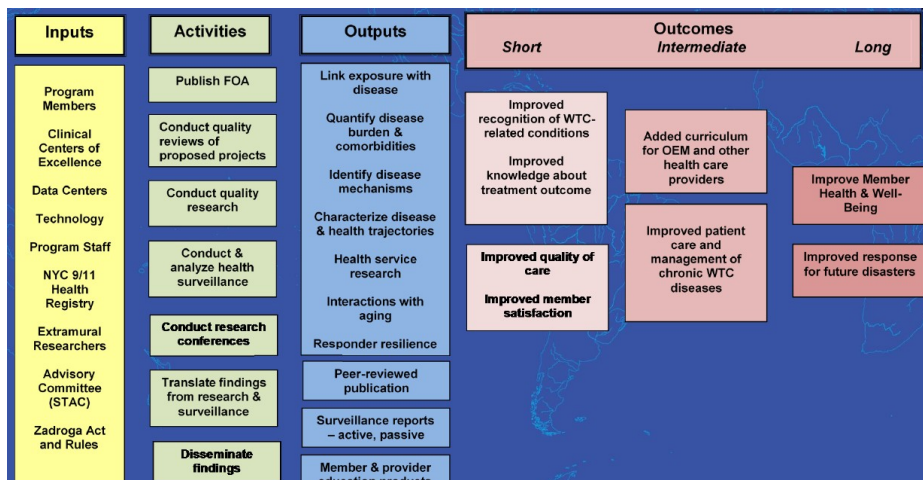 Inputs
Program
Members
Clinical
Centers of
Excellence
Data Centers
Technology
Program Staff
NYC 9/11
Health
Registry
Extramural
Researchers
Advisory
Committee
(STAC)
Zadroga Act
and Rules
Activities
Publish FOA
Conduct quality
reviews of
proposed projects
Conduct quality
research
Conduct &
analyze health
surveillance
Conduct research
conferences
Translate findings
from research &
surveillance
Disseminate
findings
Outputs
Link exposure with
disease
Quantify disease
burden &
comorbidities
Identify disease
mechanisms
Characterize disease
& health trajectories
Health service
research
Interactions with
aging
Responder resilience
Peer-reviewed
publication
Surveillance reports
– active, passive
Member & provider
education products
Outcomes
Short
Intermediate
Long
Improved
recognition of WTC-
related conditions
Improved
knowledge about
treatment outcome
Improved quality of
care
Improved member
satisfaction
Added curriculum
for OEM and other
health care
providers
Improved patient
care and
management of
chronic WTC
diseases
Improve Member
Health & Well-
Being
Improved response
for future disasters